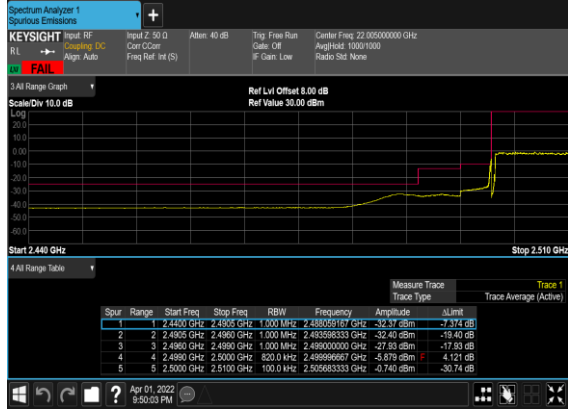 Spectrum Analyzer 1
Spurious Emissions
KEYSIGHT Input: RF Input Z: 50 Ω Atten: 40 dB Trig: Free Run Center Freq: 22.005000000 GHz
RL Coupling: DC Corr CCorr Gate: Off Avg|Hold: 1000/1000
Align: Auto Freq Ref: Int (S) IF Gain: Low Radio Std: None
FAIL
3 All Range Graph Ref Lvl Offset 8.00 dB
Scale/Div 10.0 dB Ref Value 30.00 dBm
Log
20.0
10.0
0.00
-10.0
-20.0
-30.0
-40.0
-50.0
-60.0
Start 2.440 GHz Stop 2.510 GHz
4 All Range Table
Measure Trace Trace 1
Trace Type Trace Average (Active)
Spur Range Start Freq Stop Freq RBW Frequency Amplitude ΔLimit
1 1 2.4400 GHz 2.4905 GHz 1.000 MHz 2.488059167 GHz -32.37 dBm -7.374 dB
2 2 2.4905 GHz 2.4960 GHz 1.000 MHz 2.493598333 GHz -32.40 dBm -19.40 dB
3 3 2.4960 GHz 2.4990 GHz 1.000 MHz 2.499000000 GHz -27.93 dBm -17.93 dB
4 4 2.4990 GHz 2.5000 GHz 820.0 kHz 2.499996667 GHz -5.879 dBm F 4.121 dB
5 5 2.5000 GHz 2.5100 GHz 100.0 kHz 2.505683333 GHz -0.740 dBm -30.74 dB
Apr 01, 2022
9:50:03 PM